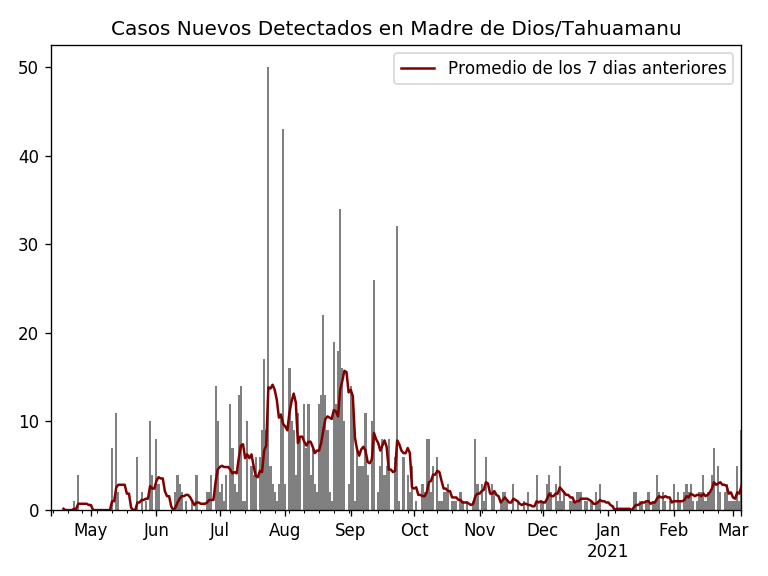 Casos Nuevos Detectados en Madre de Dios/Tahuamanu
Promedio de los 7 dias anteriores
50
40
30
20
10
0
May Jun Jul Aug Sep Oct Nov Dec Jan Feb Mar
2021